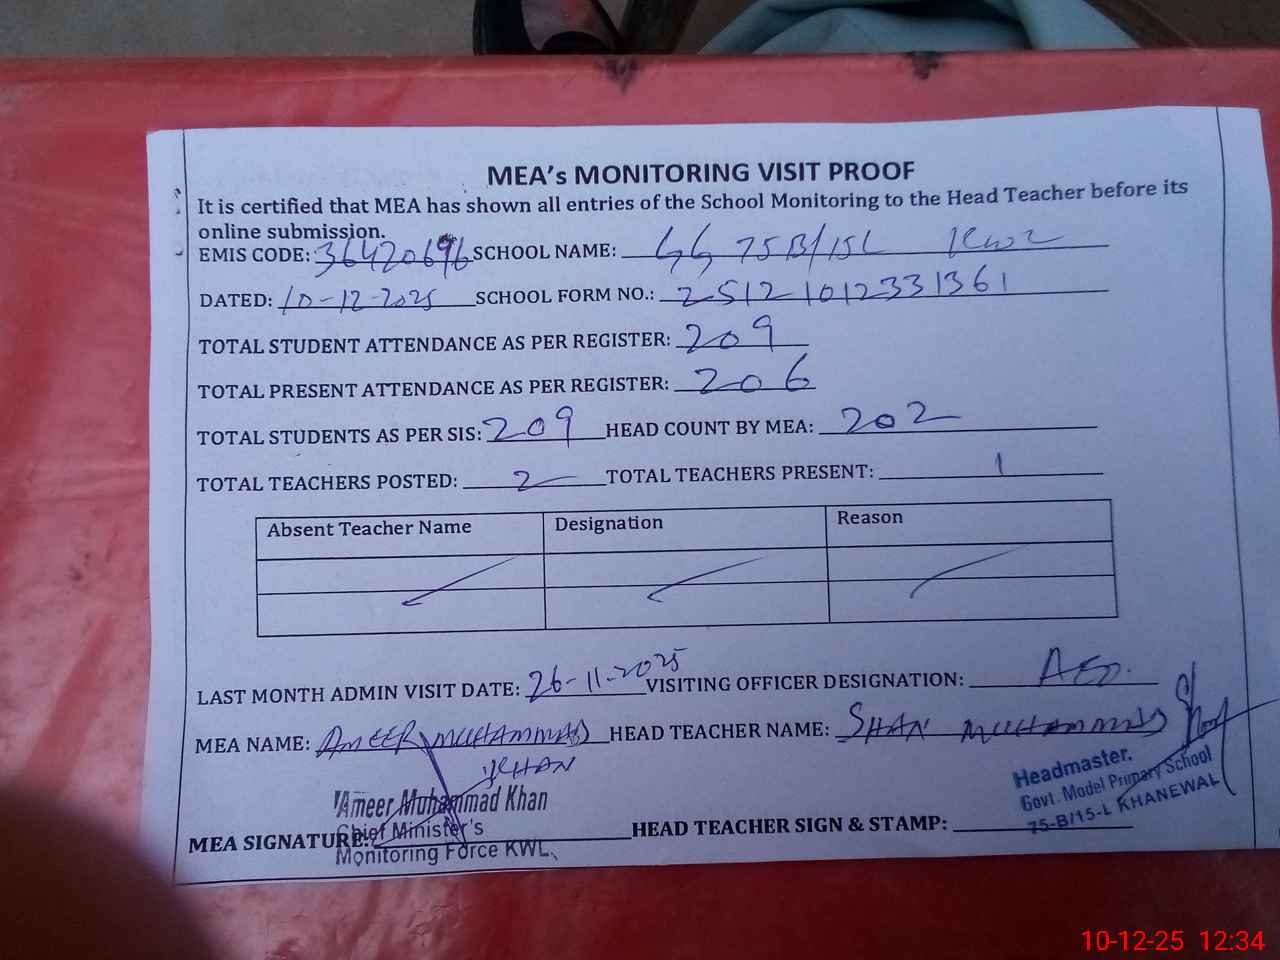 MEA's MONITORING VISIT PROOF
It is certified that MEA has shown all entries of the School Monitoring to the Head Teacher before its
online submission.
EMIS CODE: 36420696 SCHOOL NAME: GG 75B/15L KWL
DATED: 10-12-2025 SCHOOL FORM NO.: 2512101233 1361
TOTAL STUDENT ATTENDANCE AS PER REGISTER: 209
TOTAL PRESENT ATTENDANCE AS PER REGISTER: 206
TOTAL STUDENTS AS PER SIS: 209 HEAD COUNT BY MEA: 202
TOTAL TEACHERS POSTED: 2 TOTAL TEACHERS PRESENT: 1
Absent Teacher Name Designation Reason
LAST MONTH ADMIN VISIT DATE: 26-11-2025 VISITING OFFICER DESIGNATION: AEO.
MEA NAME: AMEER MUHAMMAD HEAD TEACHER NAME: SHAN MUHAMMAD
KHAN
Ameer Muhammad Khan
Chief Minister's
Monitoring Force KWL
Headmaster.
Govt. Model Primary School
75-B/15-L KHANEWAL
MEA SIGNATURE: HEAD TEACHER SIGN & STAMP:
10-12-25 12:34